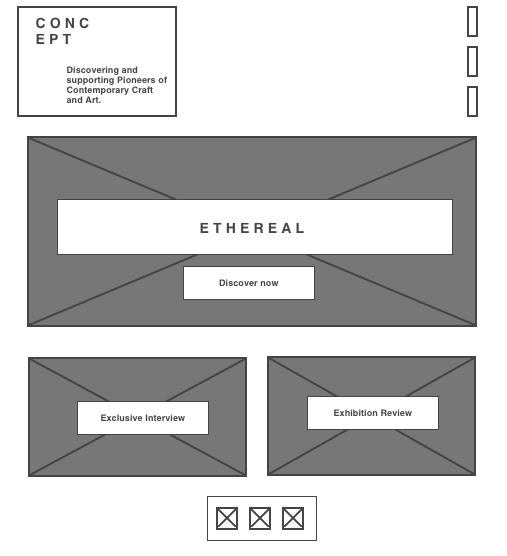 CONC
EPT
Discovering and
supporting Pioneers of
Contemporary Craft
and Art.
ETHEREAL
Discover now
Exclusive Interview
Exhibition Review